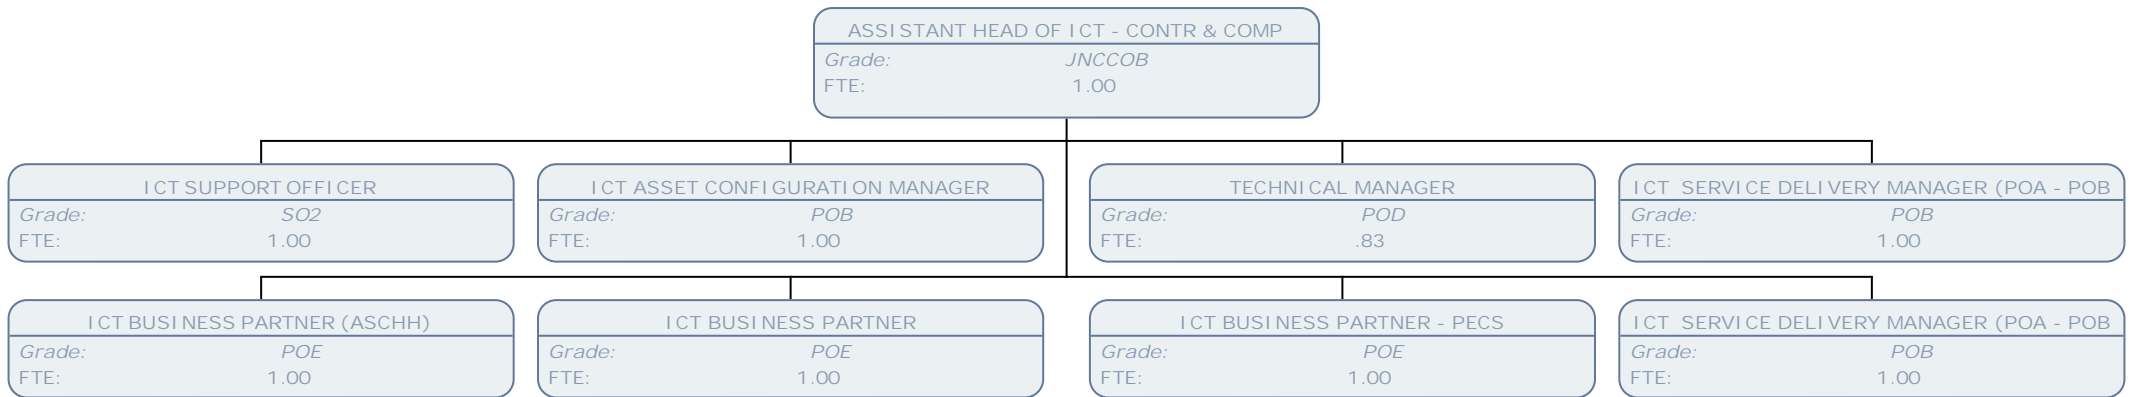 ASSISTANT HEAD OF ICT - CONTR & COMP
Grade: JNCCOB
FTE: 1.00
ICT SUPPORT OFFICER
Grade: SO2
FTE: 1.00
ICT ASSET CONFIGURATION MANAGER
Grade: POB
FTE: 1.00
TECHNICAL MANAGER
Grade: POD
FTE: .83
ICT SERVICE DELIVERY MANAGER (POA - POB
Grade: POB
FTE: 1.00
ICT BUSINESS PARTNER (ASCHH)
Grade: POE
FTE: 1.00
ICT BUSINESS PARTNER
Grade: POE
FTE: 1.00
ICT BUSINESS PARTNER - PECS
Grade: POE
FTE: 1.00
ICT SERVICE DELIVERY MANAGER (POA - POB
Grade: POB
FTE: 1.00